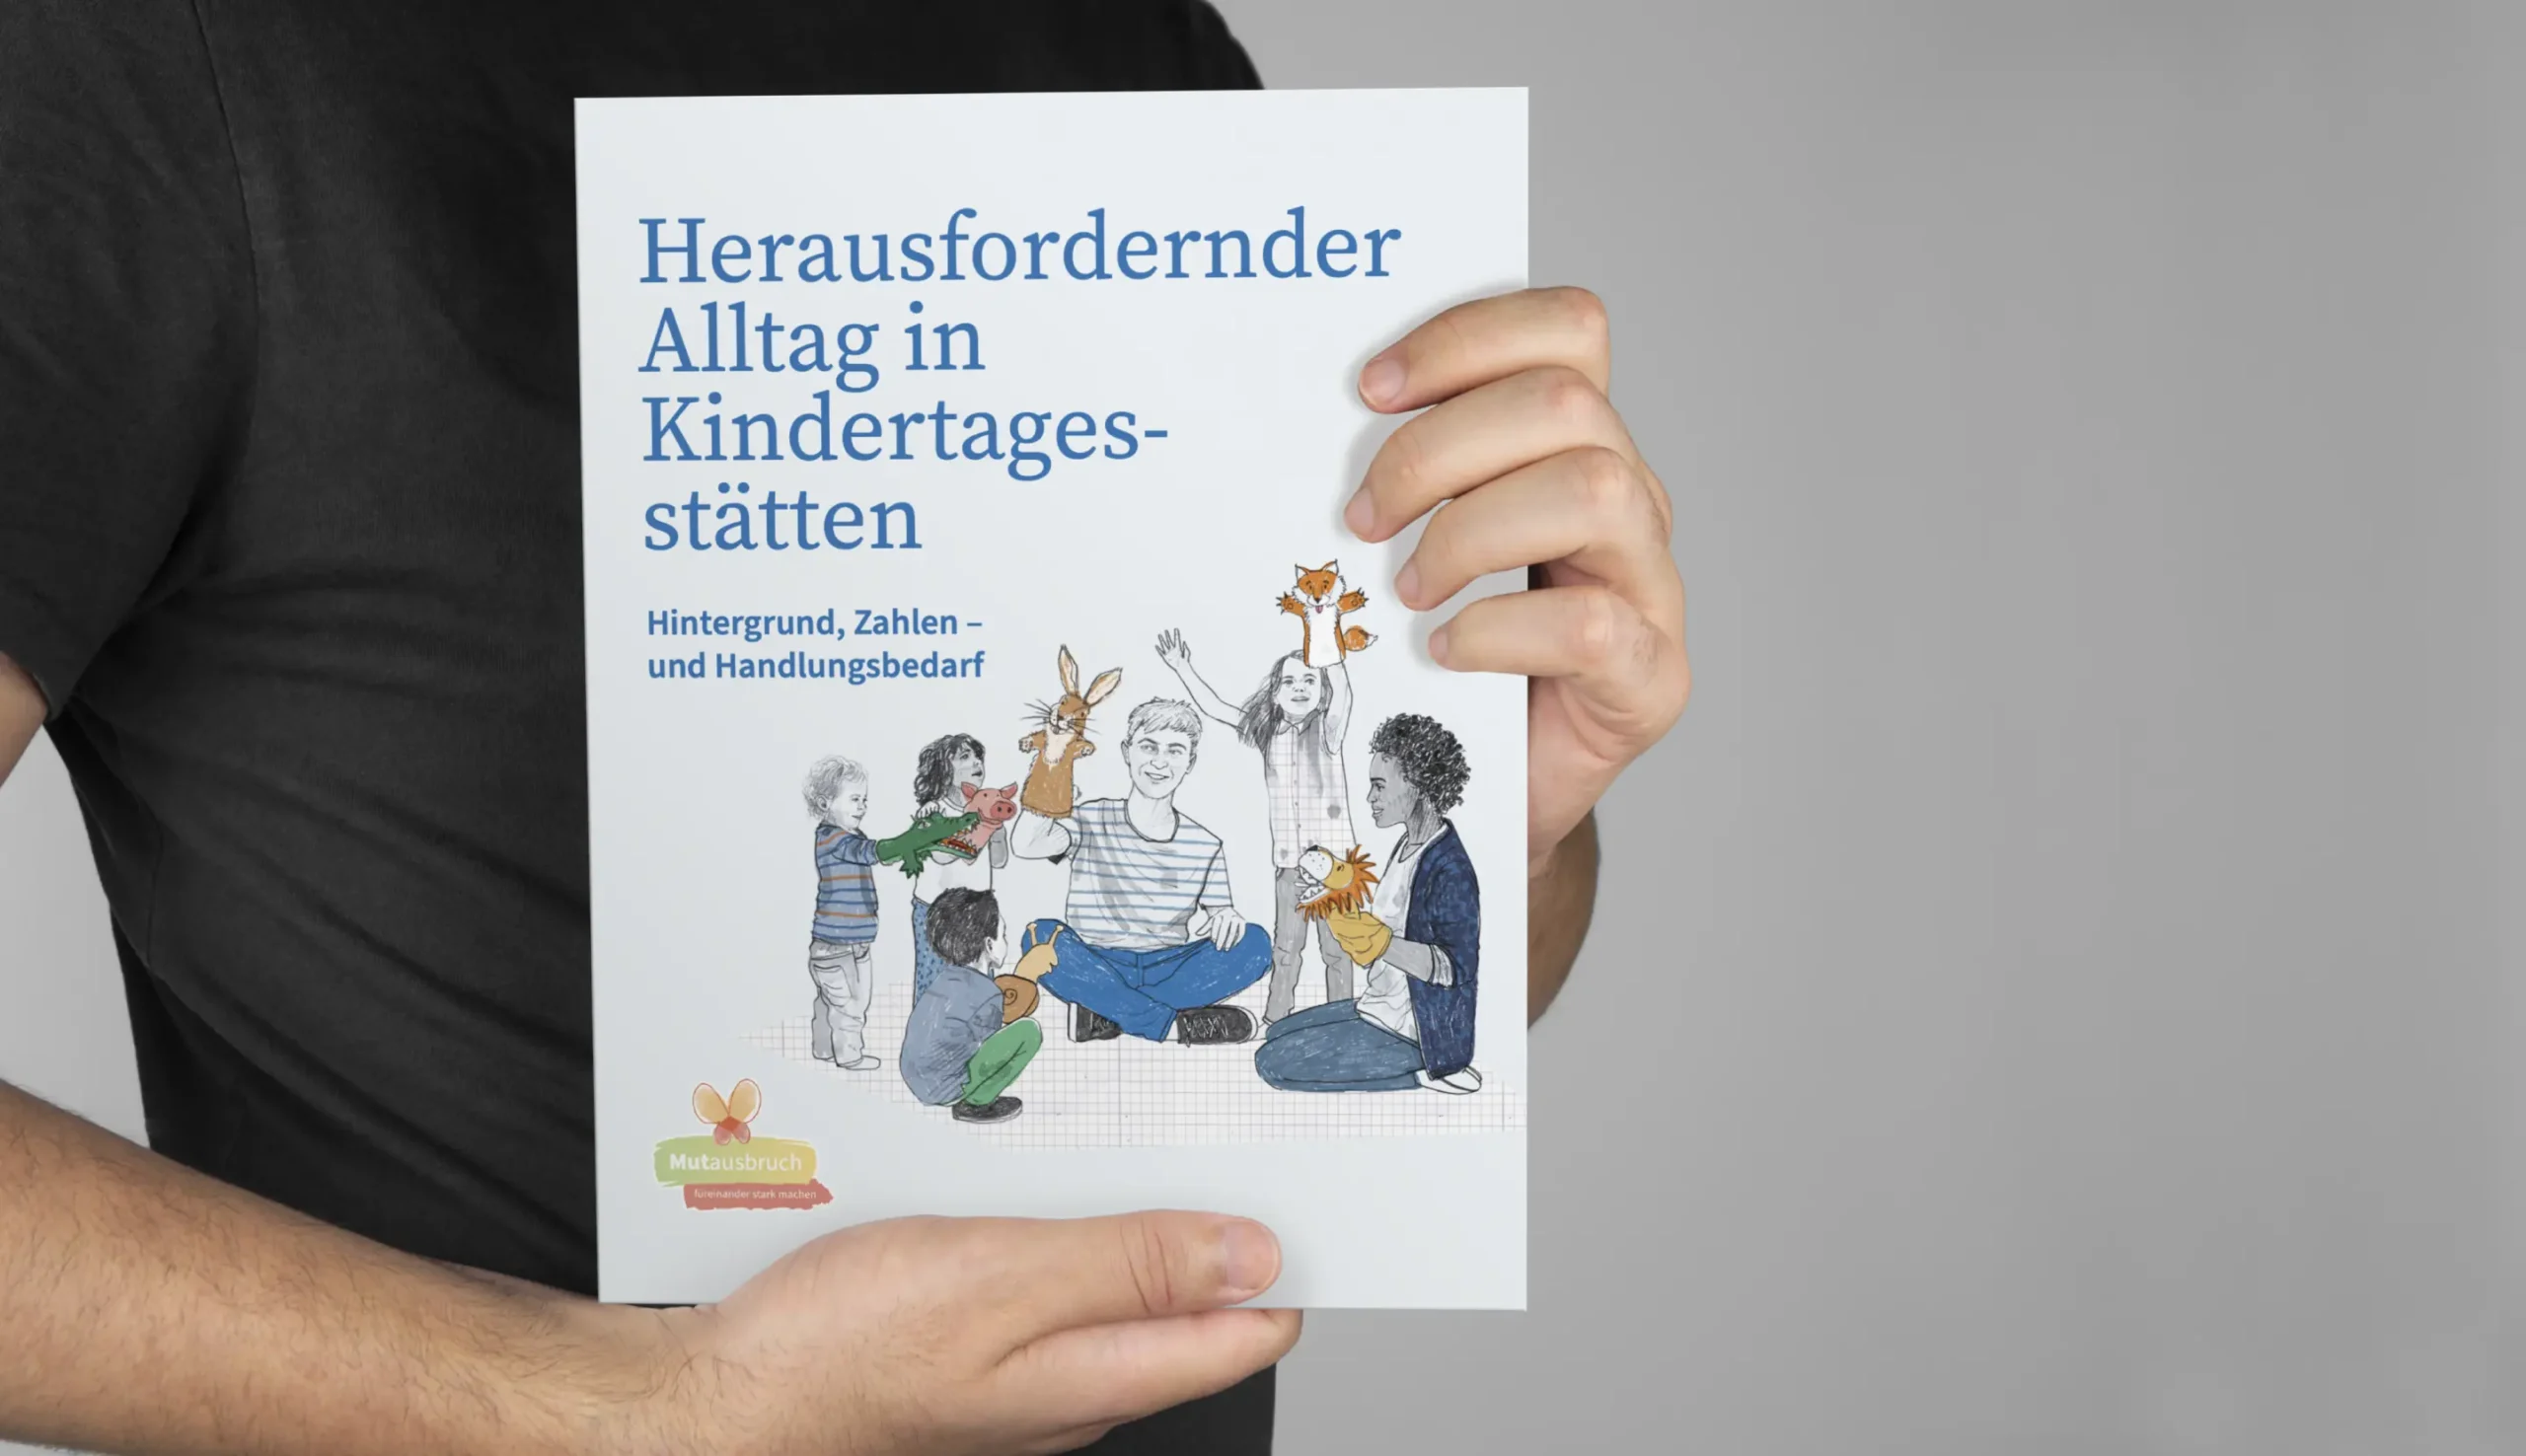 Herausfordernder
Alltag in
Kindertages-
stätten
Hintergrund, Zahlen –
und Handlungsbedarf
Mutausbruch
füreinander stark machen